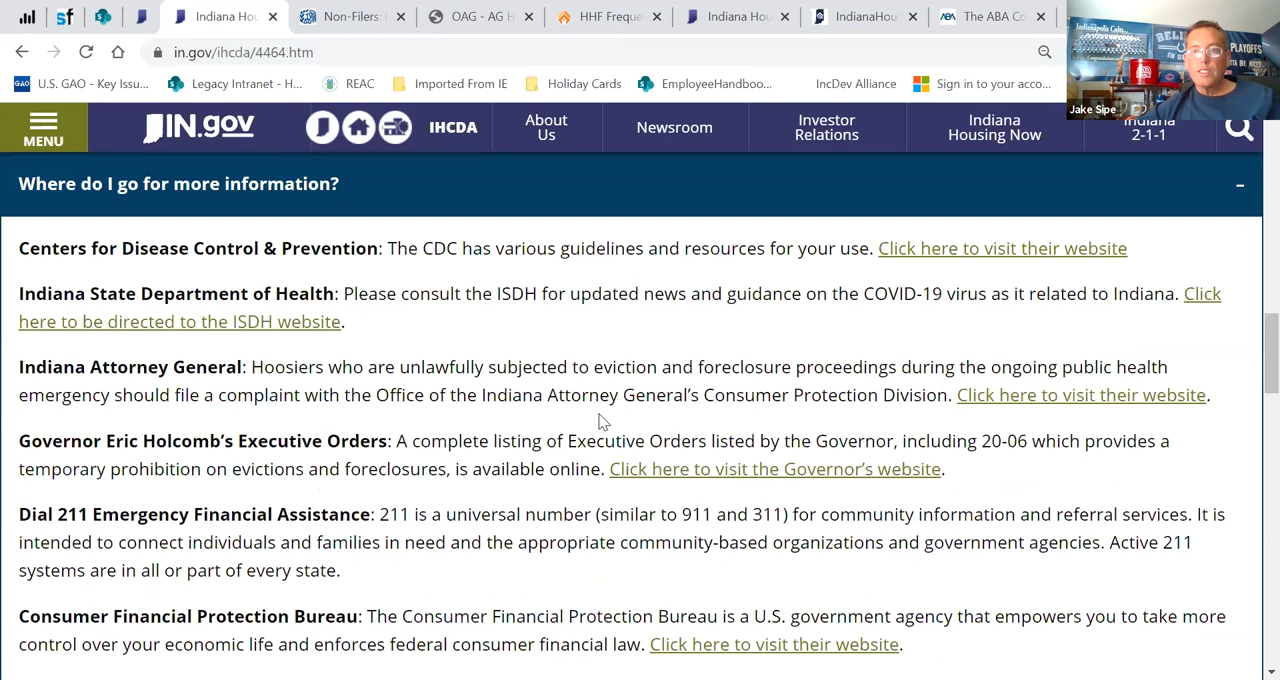 Indiana Hou
Non-Filers:
OAG - AG H
HHF Freque
Indiana Hou
IndianaHou
The ABA Co
in.gov/ihcda/4464.htm
GAO
U.S. GAO - Key Issu...
Legacy Intranet - H...
REAC
Imported From IE
Holiday Cards
EmployeeHandboo...
IncDev Alliance
Sign in to your acco...
Indianapolis Colts
PLAYOFFS
Jake Sipe
MENU
IN.gov
IHCDA
About
Us
Newsroom
Investor
Relations
Indiana
Housing Now
Indiana
2-1-1
Where do I go for more information?
Centers for Disease Control & Prevention: The CDC has various guidelines and resources for your use. Click here to visit their website
Indiana State Department of Health: Please consult the ISDH for updated news and guidance on the COVID-19 virus as it related to Indiana. Click
here to be directed to the ISDH website.
Indiana Attorney General: Hoosiers who are unlawfully subjected to eviction and foreclosure proceedings during the ongoing public health
emergency should file a complaint with the Office of the Indiana Attorney General's Consumer Protection Division. Click here to visit their website.
Governor Eric Holcomb's Executive Orders: A complete listing of Executive Orders listed by the Governor, including 20-06 which provides a
temporary prohibition on evictions and foreclosures, is available online. Click here to visit the Governor's website.
Dial 211 Emergency Financial Assistance: 211 is a universal number (similar to 911 and 311) for community information and referral services. It is
intended to connect individuals and families in need and the appropriate community-based organizations and government agencies. Active 211
systems are in all or part of every state.
Consumer Financial Protection Bureau: The Consumer Financial Protection Bureau is a U.S. government agency that empowers you to take more
control over your economic life and enforces federal consumer financial law. Click here to visit their website.